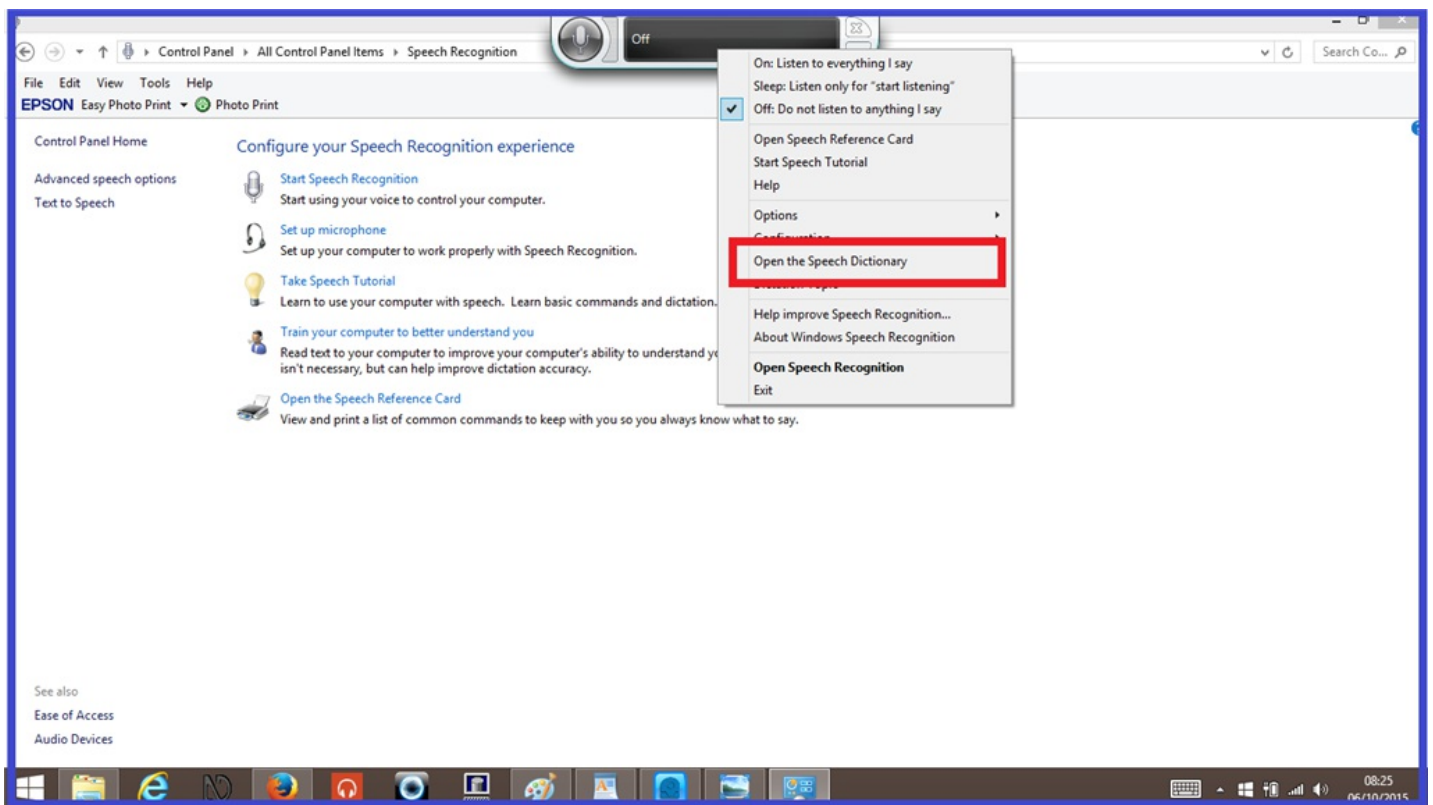 Off
Control Panel
All Control Panel Items
Speech Recognition
Search Co...
File Edit View Tools Help
EPSON Easy Photo Print Photo Print
Control Panel Home
Advanced speech options
Text to Speech
Configure your Speech Recognition experience
Start Speech Recognition
Start using your voice to control your computer.
Set up microphone
Set up your computer to work properly with Speech Recognition.
Take Speech Tutorial
Learn to use your computer with speech. Learn basic commands and dictation.
Train your computer to better understand you
Read text to your computer to improve your computer's ability to understand
isn't necessary, but can help improve dictation accuracy.
Open the Speech Reference Card
View and print a list of common commands to keep with you so you always know what to say.
On: Listen to everything I say
Sleep: Listen only for "start listening"
Off: Do not listen to anything I say
Open Speech Reference Card
Start Speech Tutorial
Help
Options
Configuration
Open the Speech Dictionary
Dictation Topic
Help improve Speech Recognition...
About Windows Speech Recognition
Open Speech Recognition
Exit
See also
Ease of Access
Audio Devices
08:25
06/10/2015